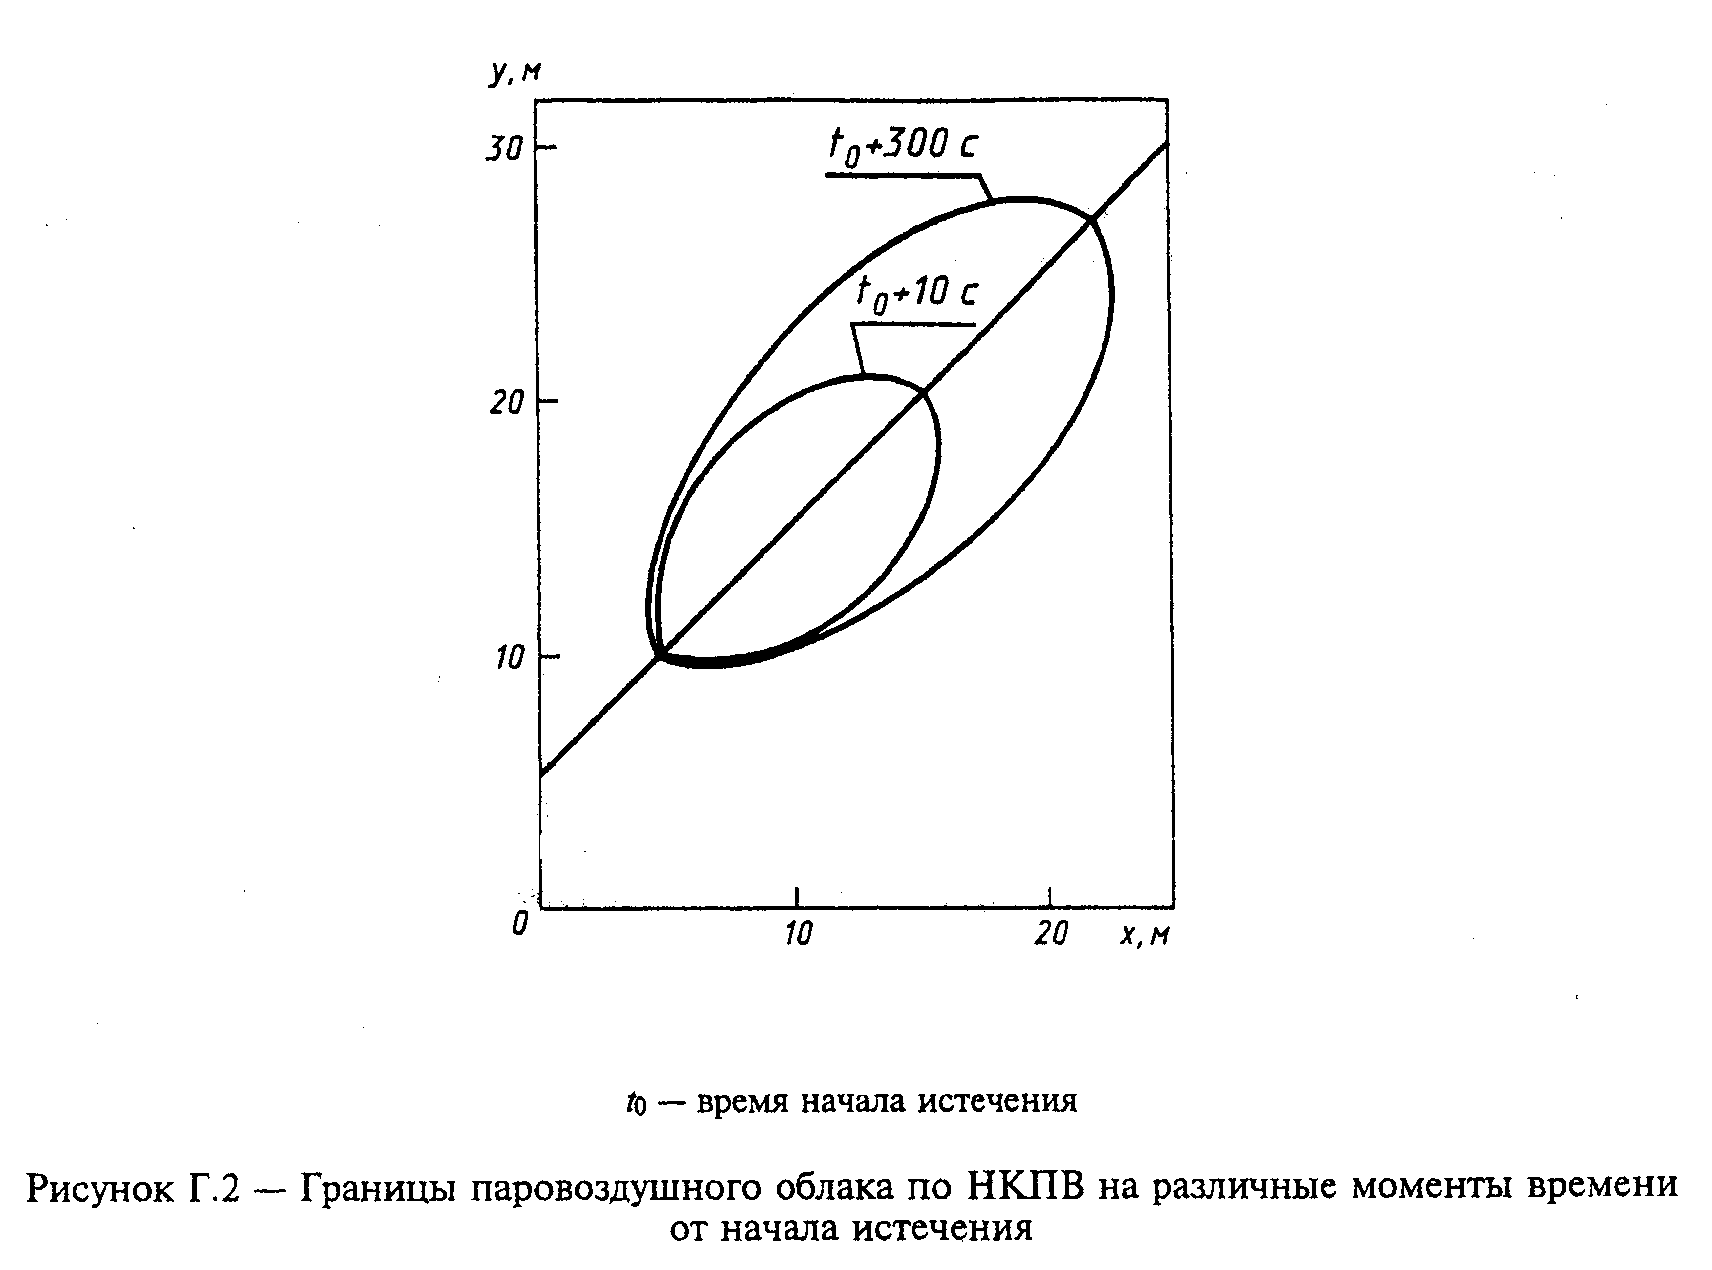 y, м
30
t0+300 с
t0+10 с
20
10
0
10
20
x, м
t0 — время начала истечения
Рисунок Г.2 — Границы паровоздушного облака по НКПВ на различные моменты времени
от начала истечения